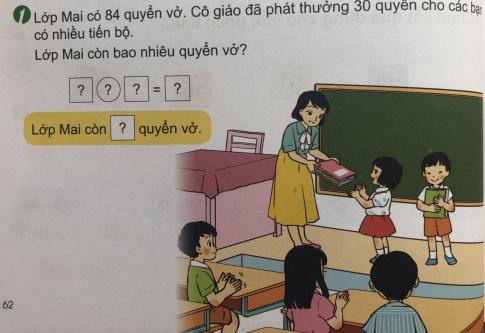 1 Lớp Mai có 84 quyển vở. Cô giáo đã phát thưởng 30 quyển cho các bạn
có nhiều tiến bộ.
Lớp Mai còn bao nhiêu quyển vở?
? ? ? = ?
Lớp Mai còn ? quyển vở.
62